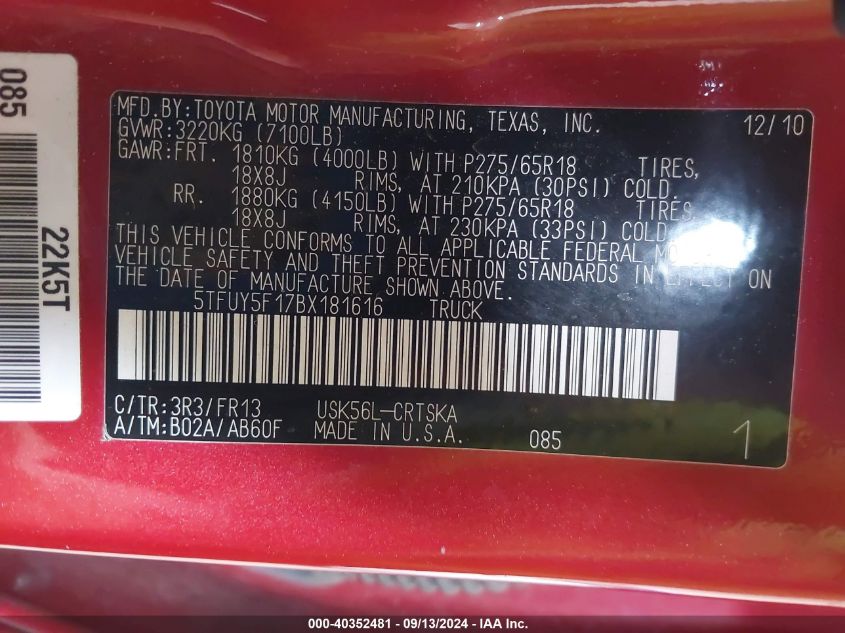 085
22K5T
MFD.BY:TOYOTA MOTOR MANUFACTURING, TEXAS, INC. 12/10
GVWR:3220KG (7100LB)
GAWR:FRT. 1810KG (4000LB) WITH P275/65R18 TIRES,
18X8J RIMS, AT 210KPA (30PSI) COLD.
RR. 1880KG (4150LB) WITH P275/65R18 TIRES,
18X8J RIMS, AT 230KPA (33PSI) COLD
THIS VEHICLE CONFORMS TO ALL APPLICABLE FEDERAL
VEHICLE SAFETY AND THEFT PREVENTION STANDARDS IN EFFECT ON
THE DATE OF MANUFACTURE SHOWN ABOVE.
5TFUY5F17BX181616 TRUCK
C/TR:3R3/FR13 USK56L-CRTSKA
A/TM:B02A/AB60F MADE IN U.S.A. 085 1
000-40352481 - 09/13/2024 - IAA Inc.